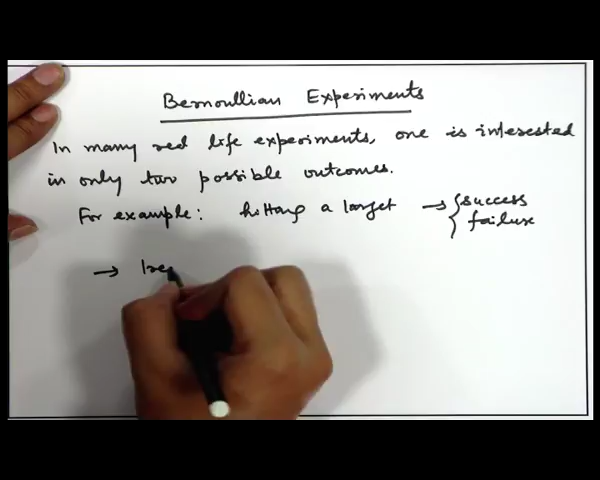 Bernoullian Experiments
In many real life experiments, one is interested
in only two possible outcomes.
For example: hitting a target → { success
failure
→